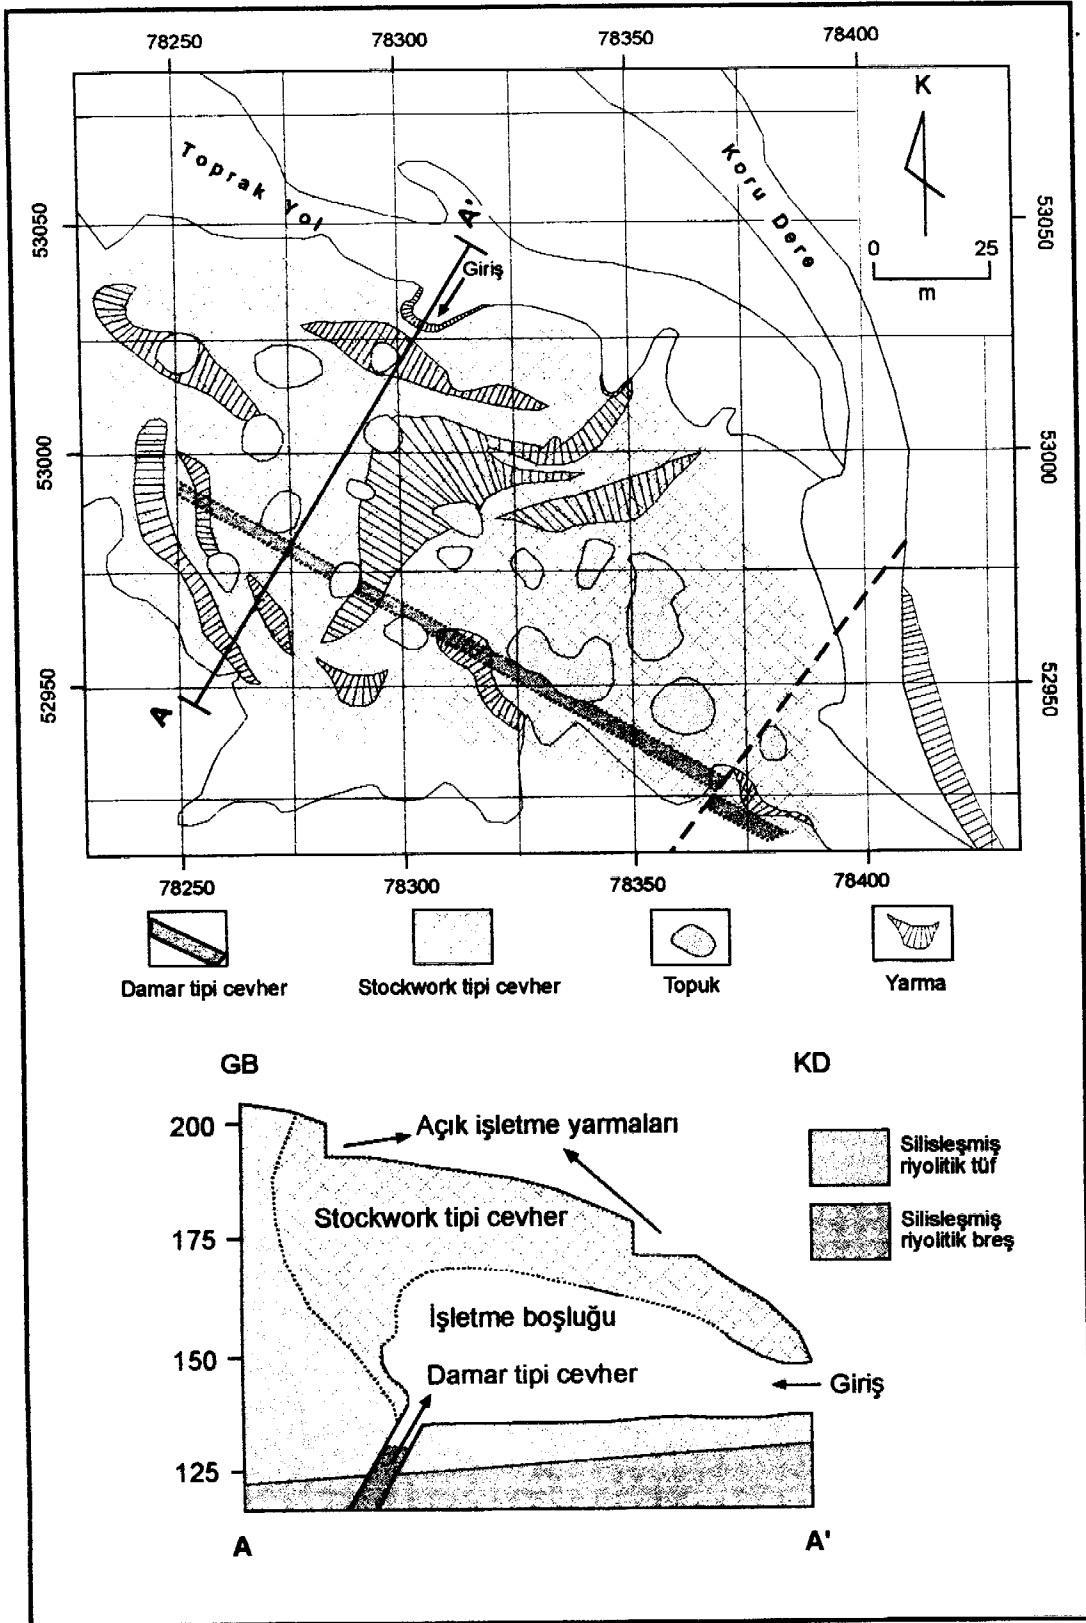 78250 78300 78350 78400
K
Toprak Yol
Koru Dere
A'
Giriş
0 25
m
53050 53050
53000 53000
52950 52950
A
78250 78300 78350 78400
Damar tipi cevher
Stockwork tipi cevher
Topuk
Yarma
GB KD
200
175
150
125
Açık işletme yarmaları
Stockwork tipi cevher
İşletme boşluğu
Damar tipi cevher
Giriş
Silisleşmiş
riyolitik tüf
Silisleşmiş
riyolitik breş
A A'